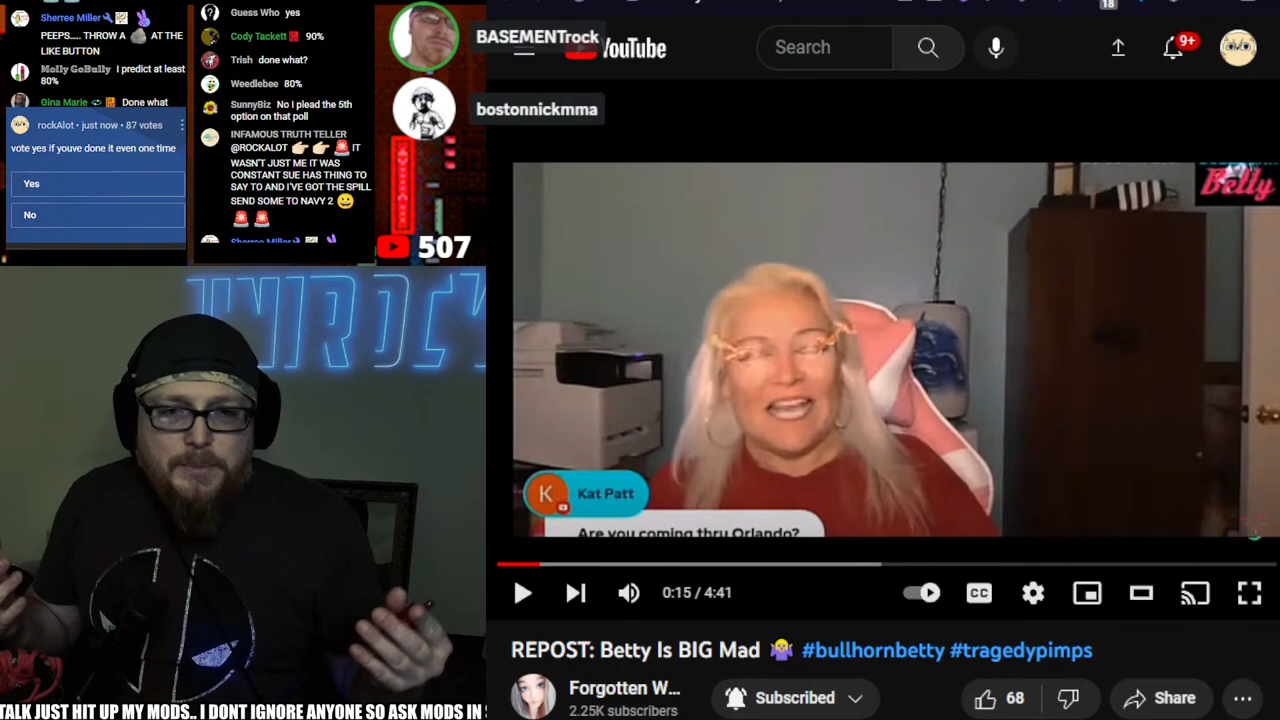 Sherree Miller
PEEPS..... THROW A AT THE
LIKE BUTTON
Molly GoBully I predict at least
80%
Gina Marie Done what
rockAlot • just now • 87 votes
vote yes if youve done it even one time
Yes
No
Guess Who yes
Cody Tackett 90%
Trish done what?
Weedlebee 80%
SunnyBiz No I plead the 5th
option on that poll
INFAMOUS TRUTH TELLER
@ROCKALOT IT
WASN'T JUST ME IT WAS
CONSTANT SUE HAS THING TO
SAY TO AND I'VE GOT THE SPILL
SEND SOME TO NAVY 2
Sherree Miller
BASEMENTrock
bostonnickmma
507
TALK JUST HIT UP MY MODS.. I DONT IGNORE ANYONE SO ASK MODS IN
18
YouTube
Search
9+
Betty
K Kat Patt
Are you coming thru Orlando?
0:15 / 4:41
CC
REPOST: Betty Is BIG Mad #bullhornbetty #tragedypimps
Forgotten W...
2.25K subscribers
Subscribed
68
Share